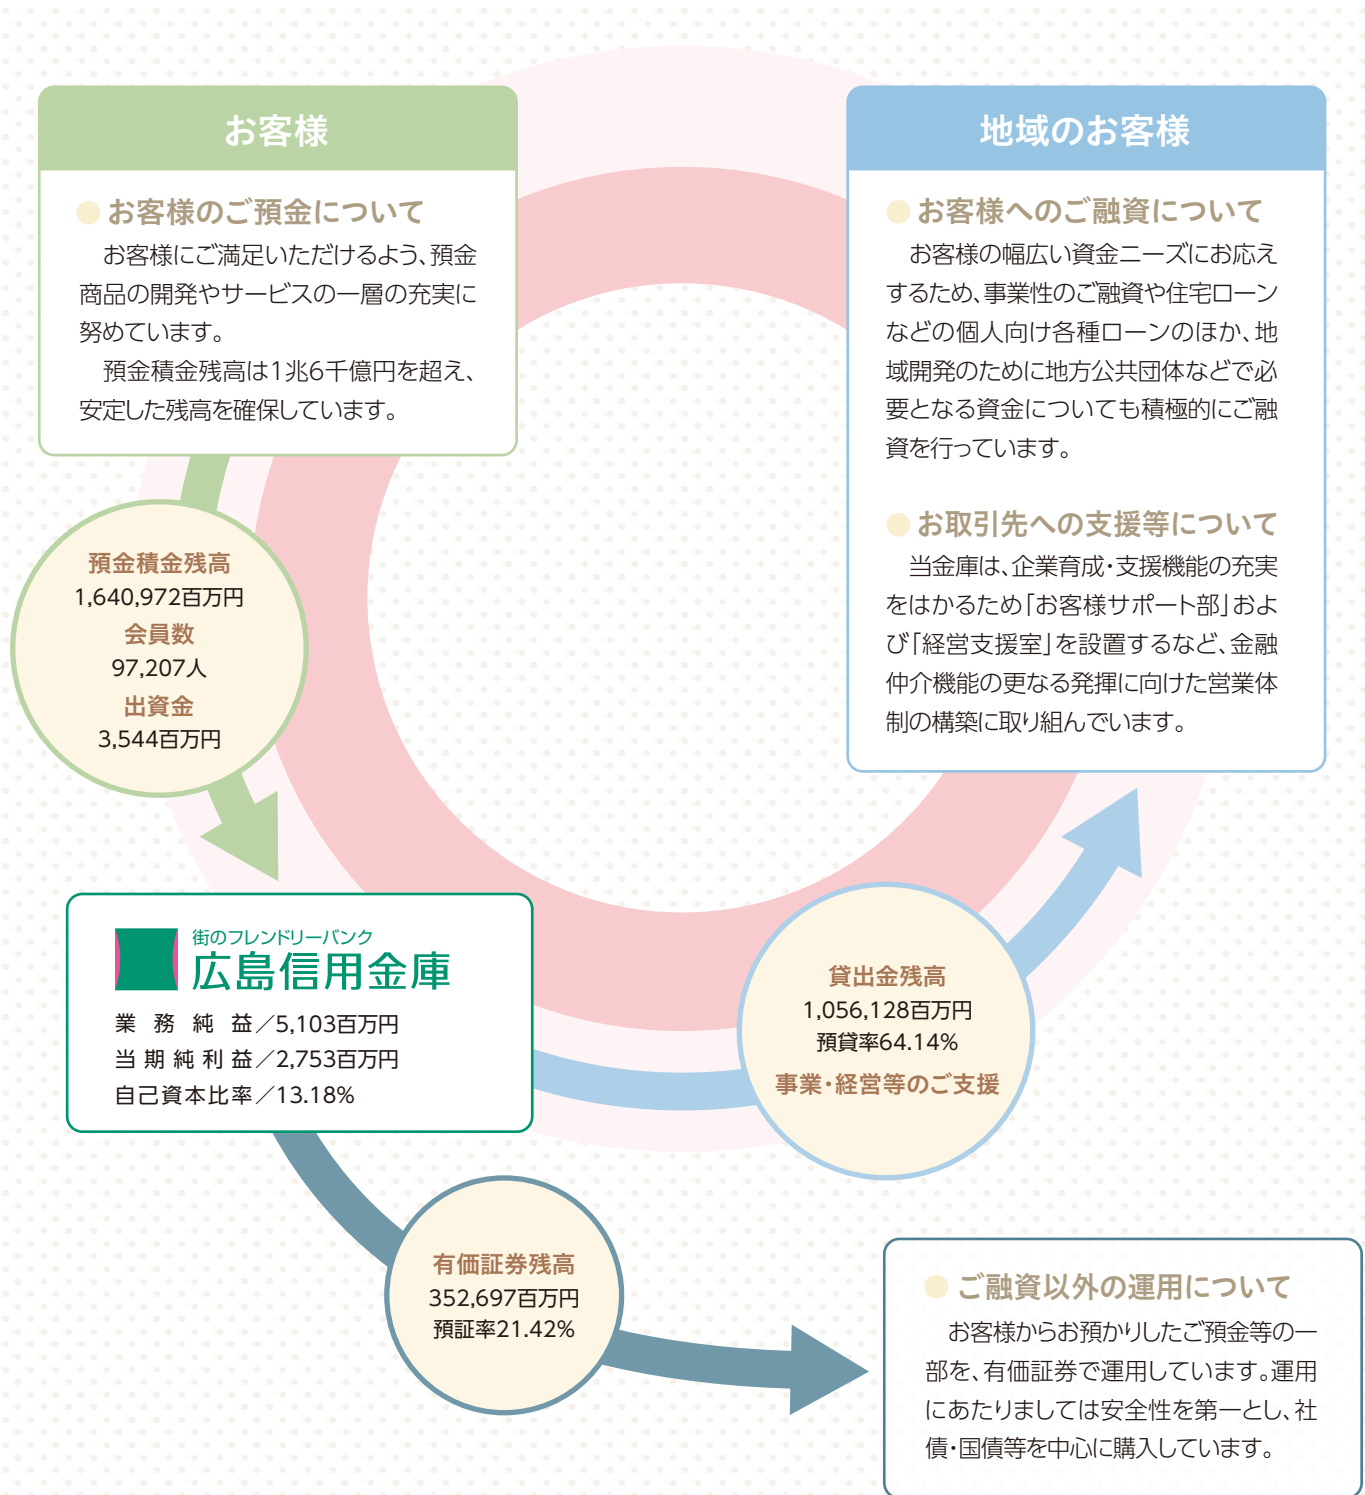 お客様
●お客様のご預金について
お客様にご満足いただけるよう、預金
商品の開発やサービスの一層の充実に
努めています。
預金積金残高は1兆6千億円を超え、
安定した残高を確保しています。
預金積金残高
1,640,972百万円
会員数
97,207人
出資金
3,544百万円
街のフレンドリーバンク
広島信用金庫
業務純益／5,103百万円
当期純利益／2,753百万円
自己資本比率／13.18%
地域のお客様
●お客様へのご融資について
お客様の幅広い資金ニーズにお応え
するため、事業性のご融資や住宅ローン
などの個人向け各種ローンのほか、地
域開発のために地方公共団体などで必
要となる資金についても積極的にご融
資を行っています。
●お取引先への支援等について
当金庫は、企業育成・支援機能の充実
をはかるため「お客様サポート部」およ
び「経営支援室」を設置するなど、金融
仲介機能の更なる発揮に向けた営業体
制の構築に取り組んでいます。
貸出金残高
1,056,128百万円
預貸率64.14%
事業・経営等のご支援
有価証券残高
352,697百万円
預証率21.42%
●ご融資以外の運用について
お客様からお預かりしたご預金等の一
部を、有価証券で運用しています。運用
にあたりましては安全性を第一とし、社
債・国債等を中心に購入しています。